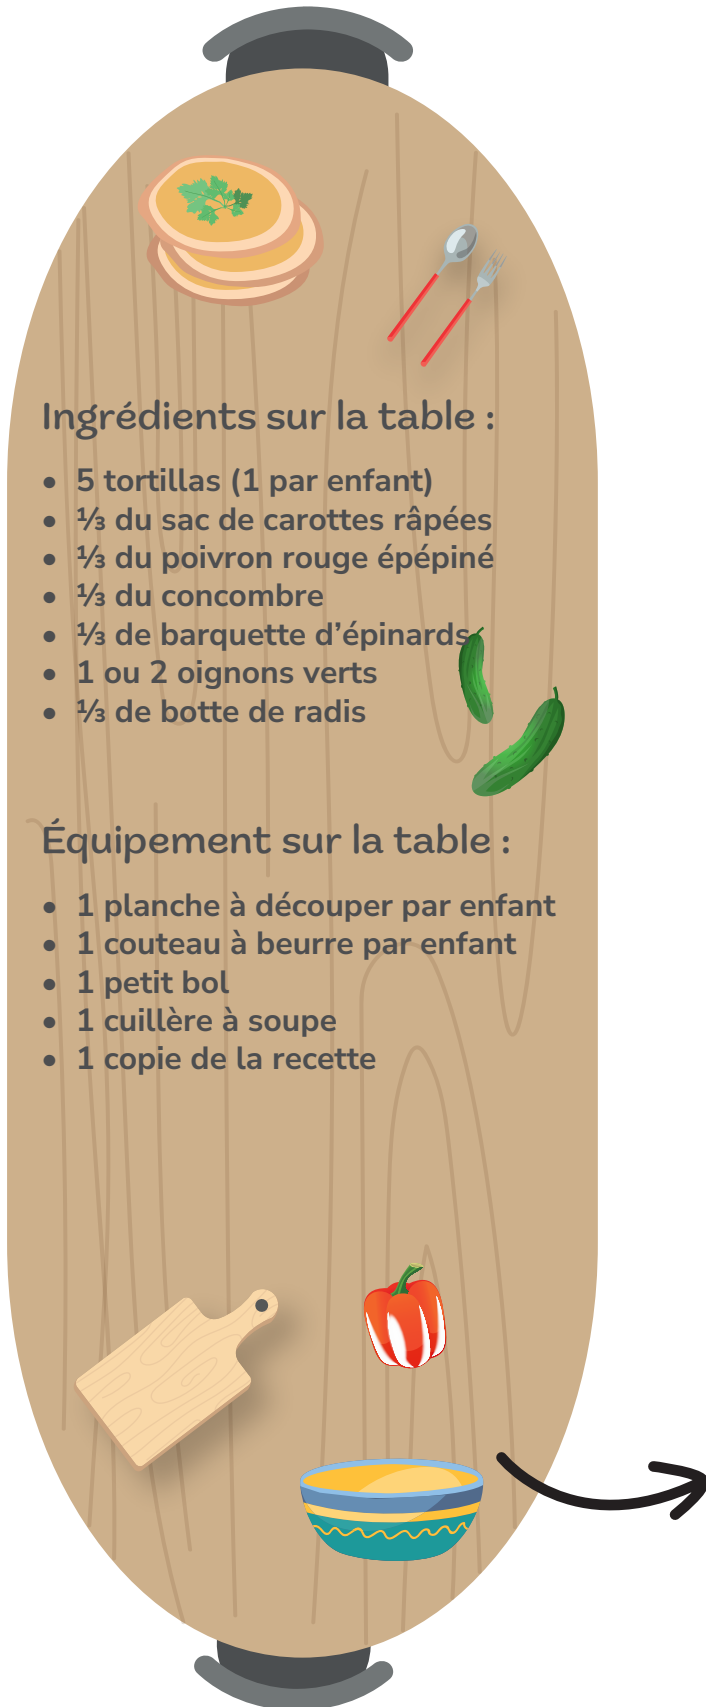 Ingrédients sur la table :
• 5 tortillas (1 par enfant)
• ⅓ du sac de carottes râpées
• ⅓ du poivron rouge épépiné
• ⅓ du concombre
• ⅓ de barquette d’épinards
• 1 ou 2 oignons verts
• ⅓ de botte de radis
Équipement sur la table :
• 1 planche à découper par enfant
• 1 couteau à beurre par enfant
• 1 petit bol
• 1 cuillère à soupe
• 1 copie de la recette